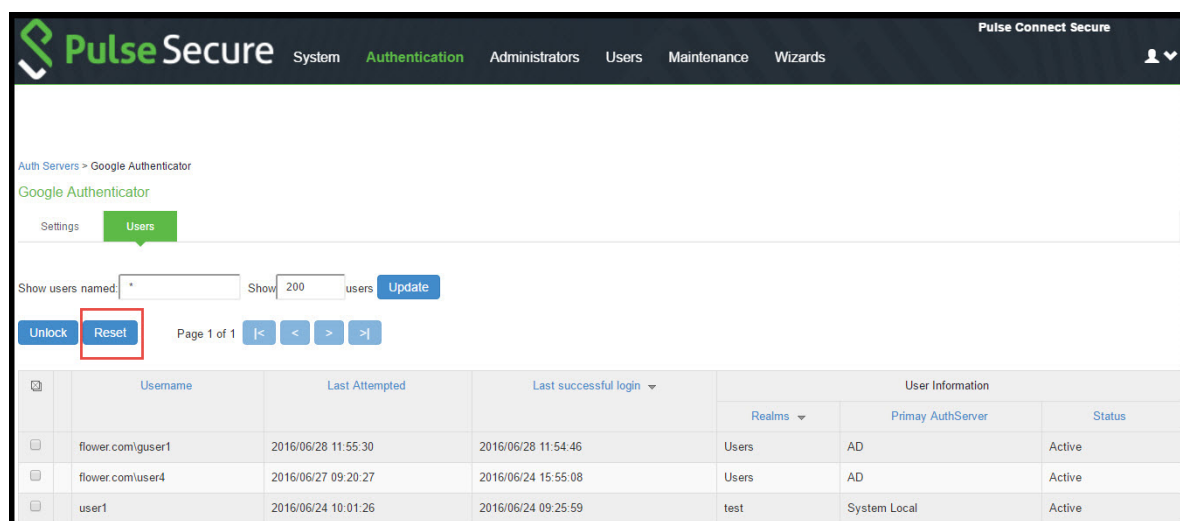 Pulse Connect Secure
Pulse Secure System Authentication Administrators Users Maintenance Wizards
Auth Servers > Google Authenticator
Google Authenticator
Settings Users
Show users named: * Show 200 users Update
Unlock Reset Page 1 of 1 |< < > >|
Username Last Attempted Last successful login User Information
Realms Primay AuthServer Status
flower.com\guser1 2016/06/28 11:55:30 2016/06/28 11:54:46 Users AD Active
flower.com\user4 2016/06/27 09:20:27 2016/06/24 15:55:08 Users AD Active
user1 2016/06/24 10:01:26 2016/06/24 09:25:59 test System Local Active